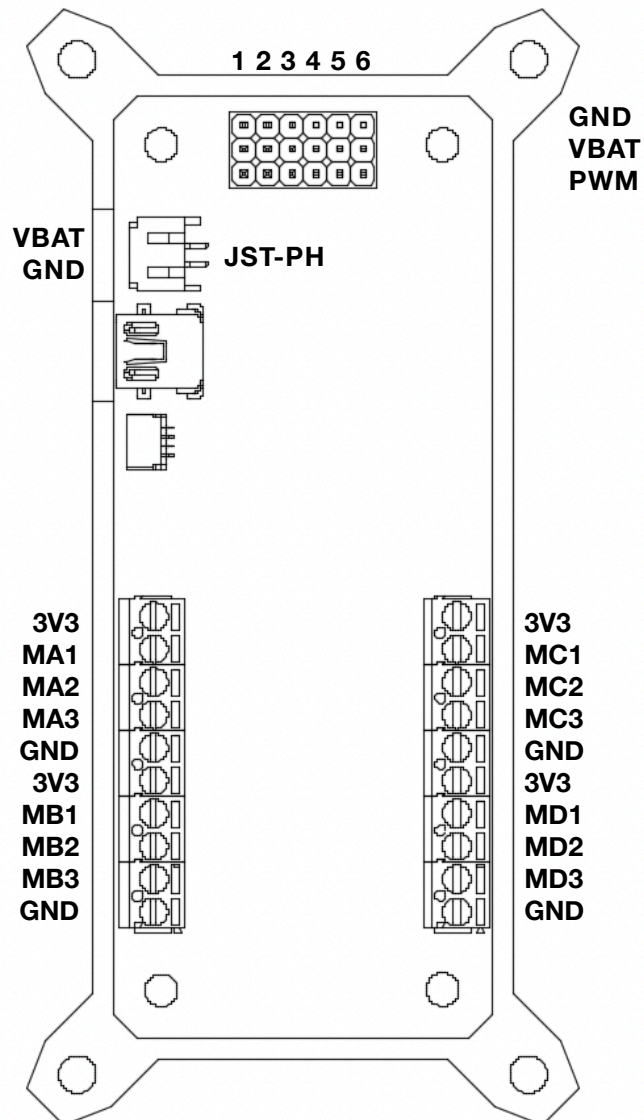 1 2 3 4 5 6
GND
VBAT
PWM
VBAT
GND
JST-PH
3V3
MA1
MA2
MA3
GND
3V3
MB1
MB2
MB3
GND
3V3
MC1
MC2
MC3
GND
3V3
MD1
MD2
MD3
GND